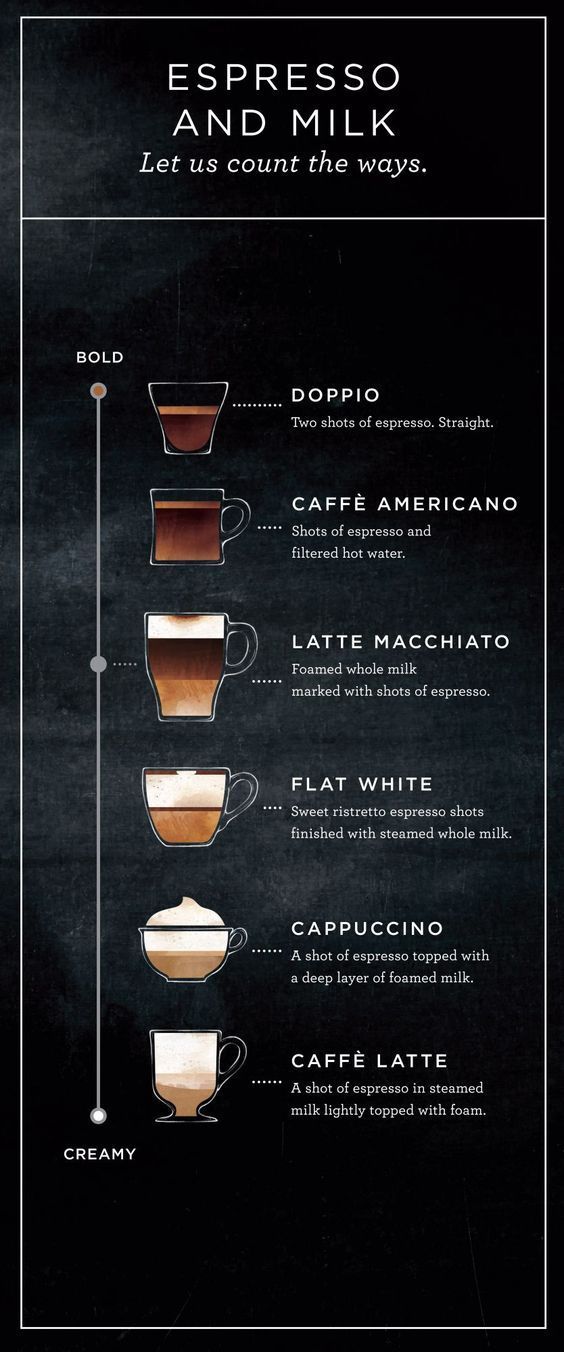 ESPRESSO
AND MILK
Let us count the ways.
BOLD
DOPPIO
Two shots of espresso. Straight.
CAFFÈ AMERICANO
Shots of espresso and
filtered hot water.
LATTE MACCHIATO
Foamed whole milk
marked with shots of espresso.
FLAT WHITE
Sweet ristretto espresso shots
finished with steamed whole milk.
CAPPUCCINO
A shot of espresso topped with
a deep layer of foamed milk.
CAFFÈ LATTE
A shot of espresso in steamed
milk lightly topped with foam.
CREAMY